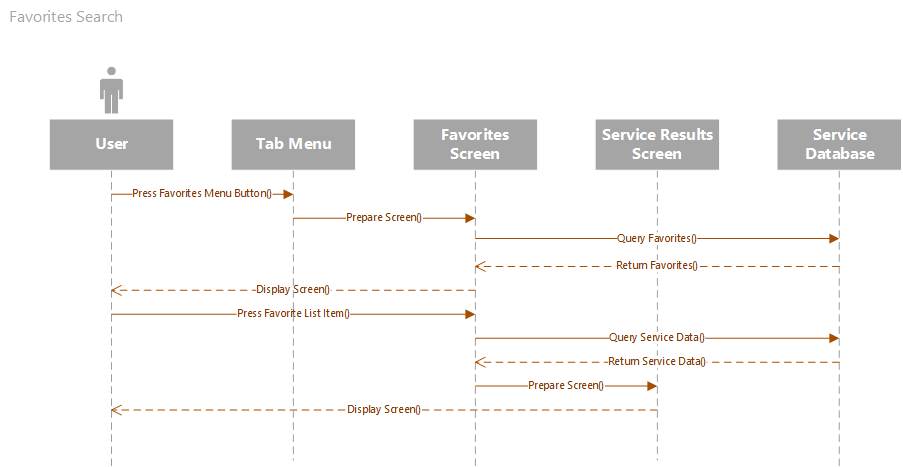 Favorites Search
User
Tab Menu
Favorites
Screen
Service Results
Screen
Service
Database
Press Favorites Menu Button()
Prepare Screen()
Query Favorites()
Return Favorites()
Display Screen()
Press Favorite List Item()
Query Service Data()
Return Service Data()
Prepare Screen()
Display Screen()